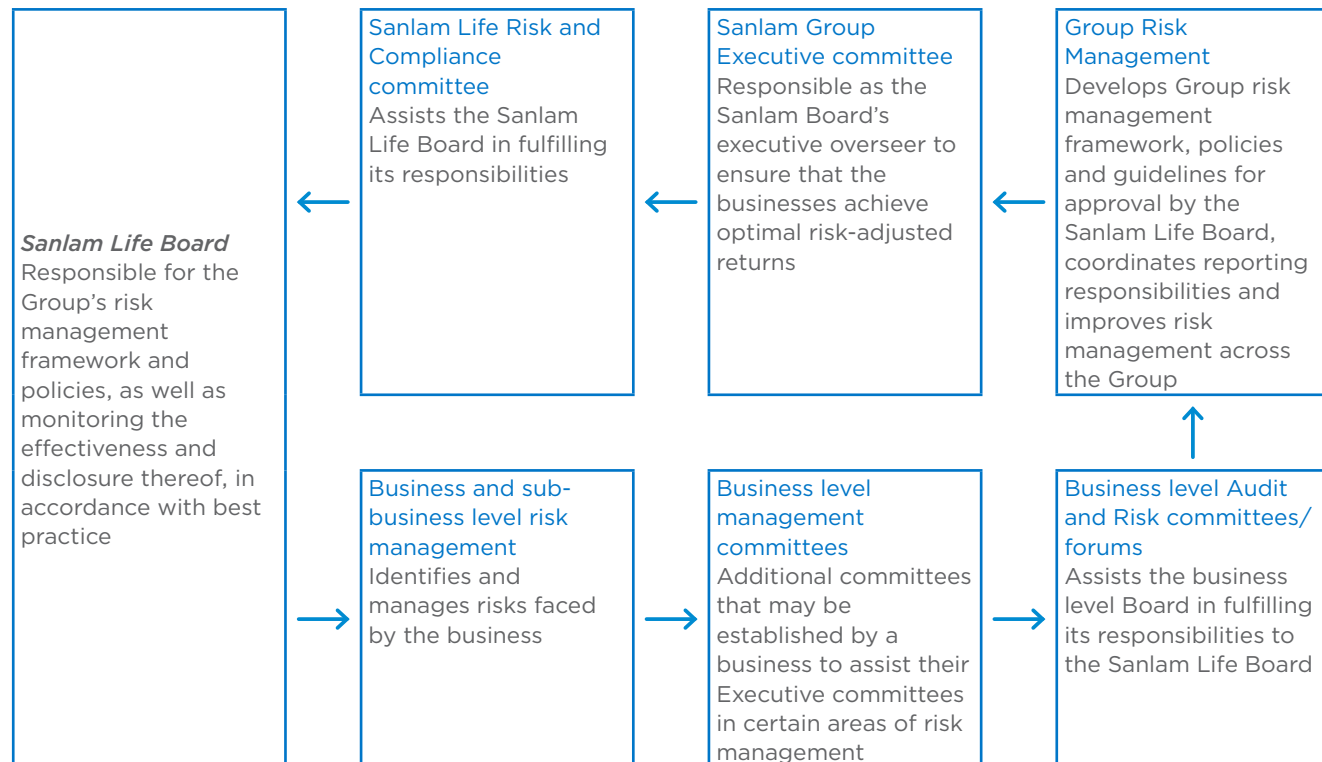 Sanlam Life Board
Responsible for the
Group's risk
management
framework and
policies, as well as
monitoring the
effectiveness and
disclosure thereof, in
accordance with best
practice
Sanlam Life Risk and
Compliance
committee
Assists the Sanlam
Life Board in fulfilling
its responsibilities
Sanlam Group
Executive committee
Responsible as the
Sanlam Board's
executive overseer to
ensure that the
businesses achieve
optimal risk-adjusted
returns
Group Risk
Management
Develops Group risk
management
framework, policies
and guidelines for
approval by the
Sanlam Life Board,
coordinates reporting
responsibilities and
improves risk
management across
the Group
Business and sub-
business level risk
management
Identifies and
manages risks faced
by the business
Business level
management
committees
Additional committees
that may be
established by a
business to assist their
Executive committees
in certain areas of risk
management
Business level Audit
and Risk committees/
forums
Assists the business
level Board in fulfilling
its responsibilities to
the Sanlam Life Board